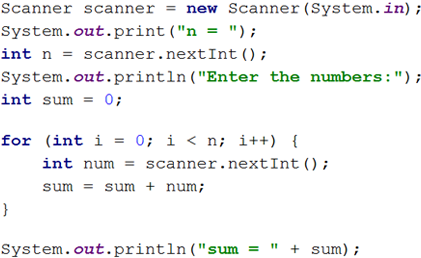 Scanner scanner = new Scanner(System.in);
System.out.print("n = ");
int n = scanner.nextInt();
System.out.println("Enter the numbers:");
int sum = 0;
for (int i = 0; i < n; i++) {
    int num = scanner.nextInt();
    sum = sum + num;
}
System.out.println("sum = " + sum);